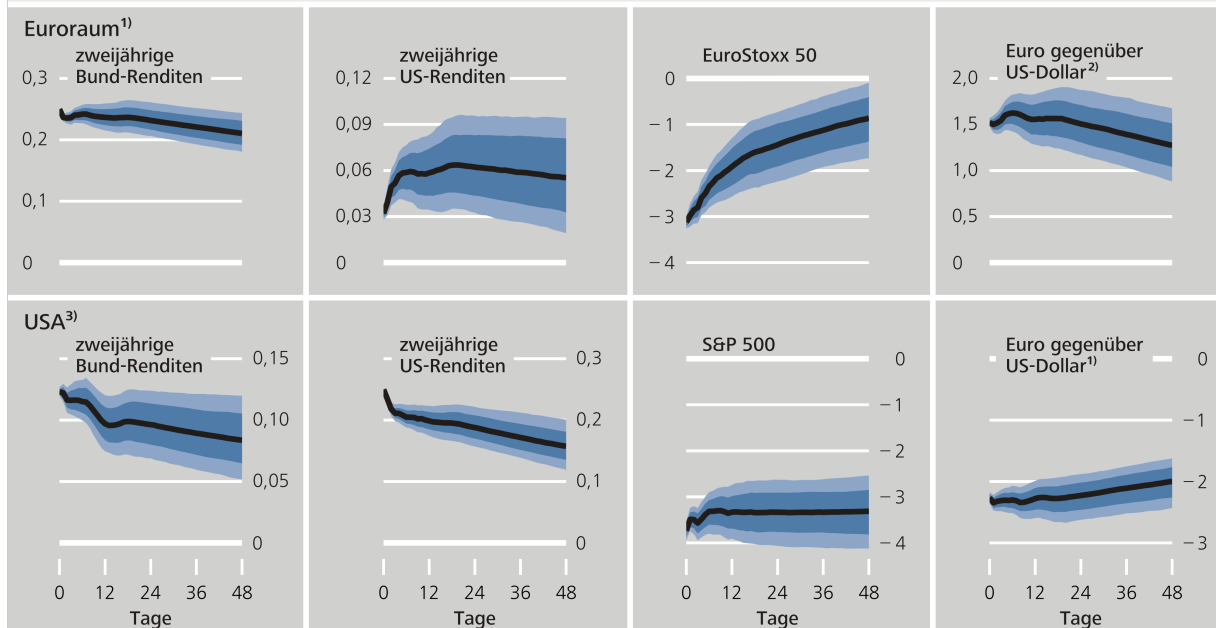 Euroraum¹⁾
zweijährige
Bund-Renditen
0,3
0,2
0,1
0
zweijährige
US-Renditen
0,12
0,09
0,06
0,03
0
EuroStoxx 50
0
−1
−2
−3
−4
Euro gegenüber
US-Dollar²⁾
2,0
1,5
1,0
0,5
0
USA³⁾
zweijährige
Bund-Renditen
0,15
0,10
0,05
0
0 12 24 36 48
Tage
zweijährige
US-Renditen
0,3
0,2
0,1
0
0 12 24 36 48
Tage
S&P 500
0
−1
−2
−3
−4
0 12 24 36 48
Tage
Euro gegenüber
US-Dollar¹⁾
0
−1
−2
−3
0 12 24 36 48
Tage